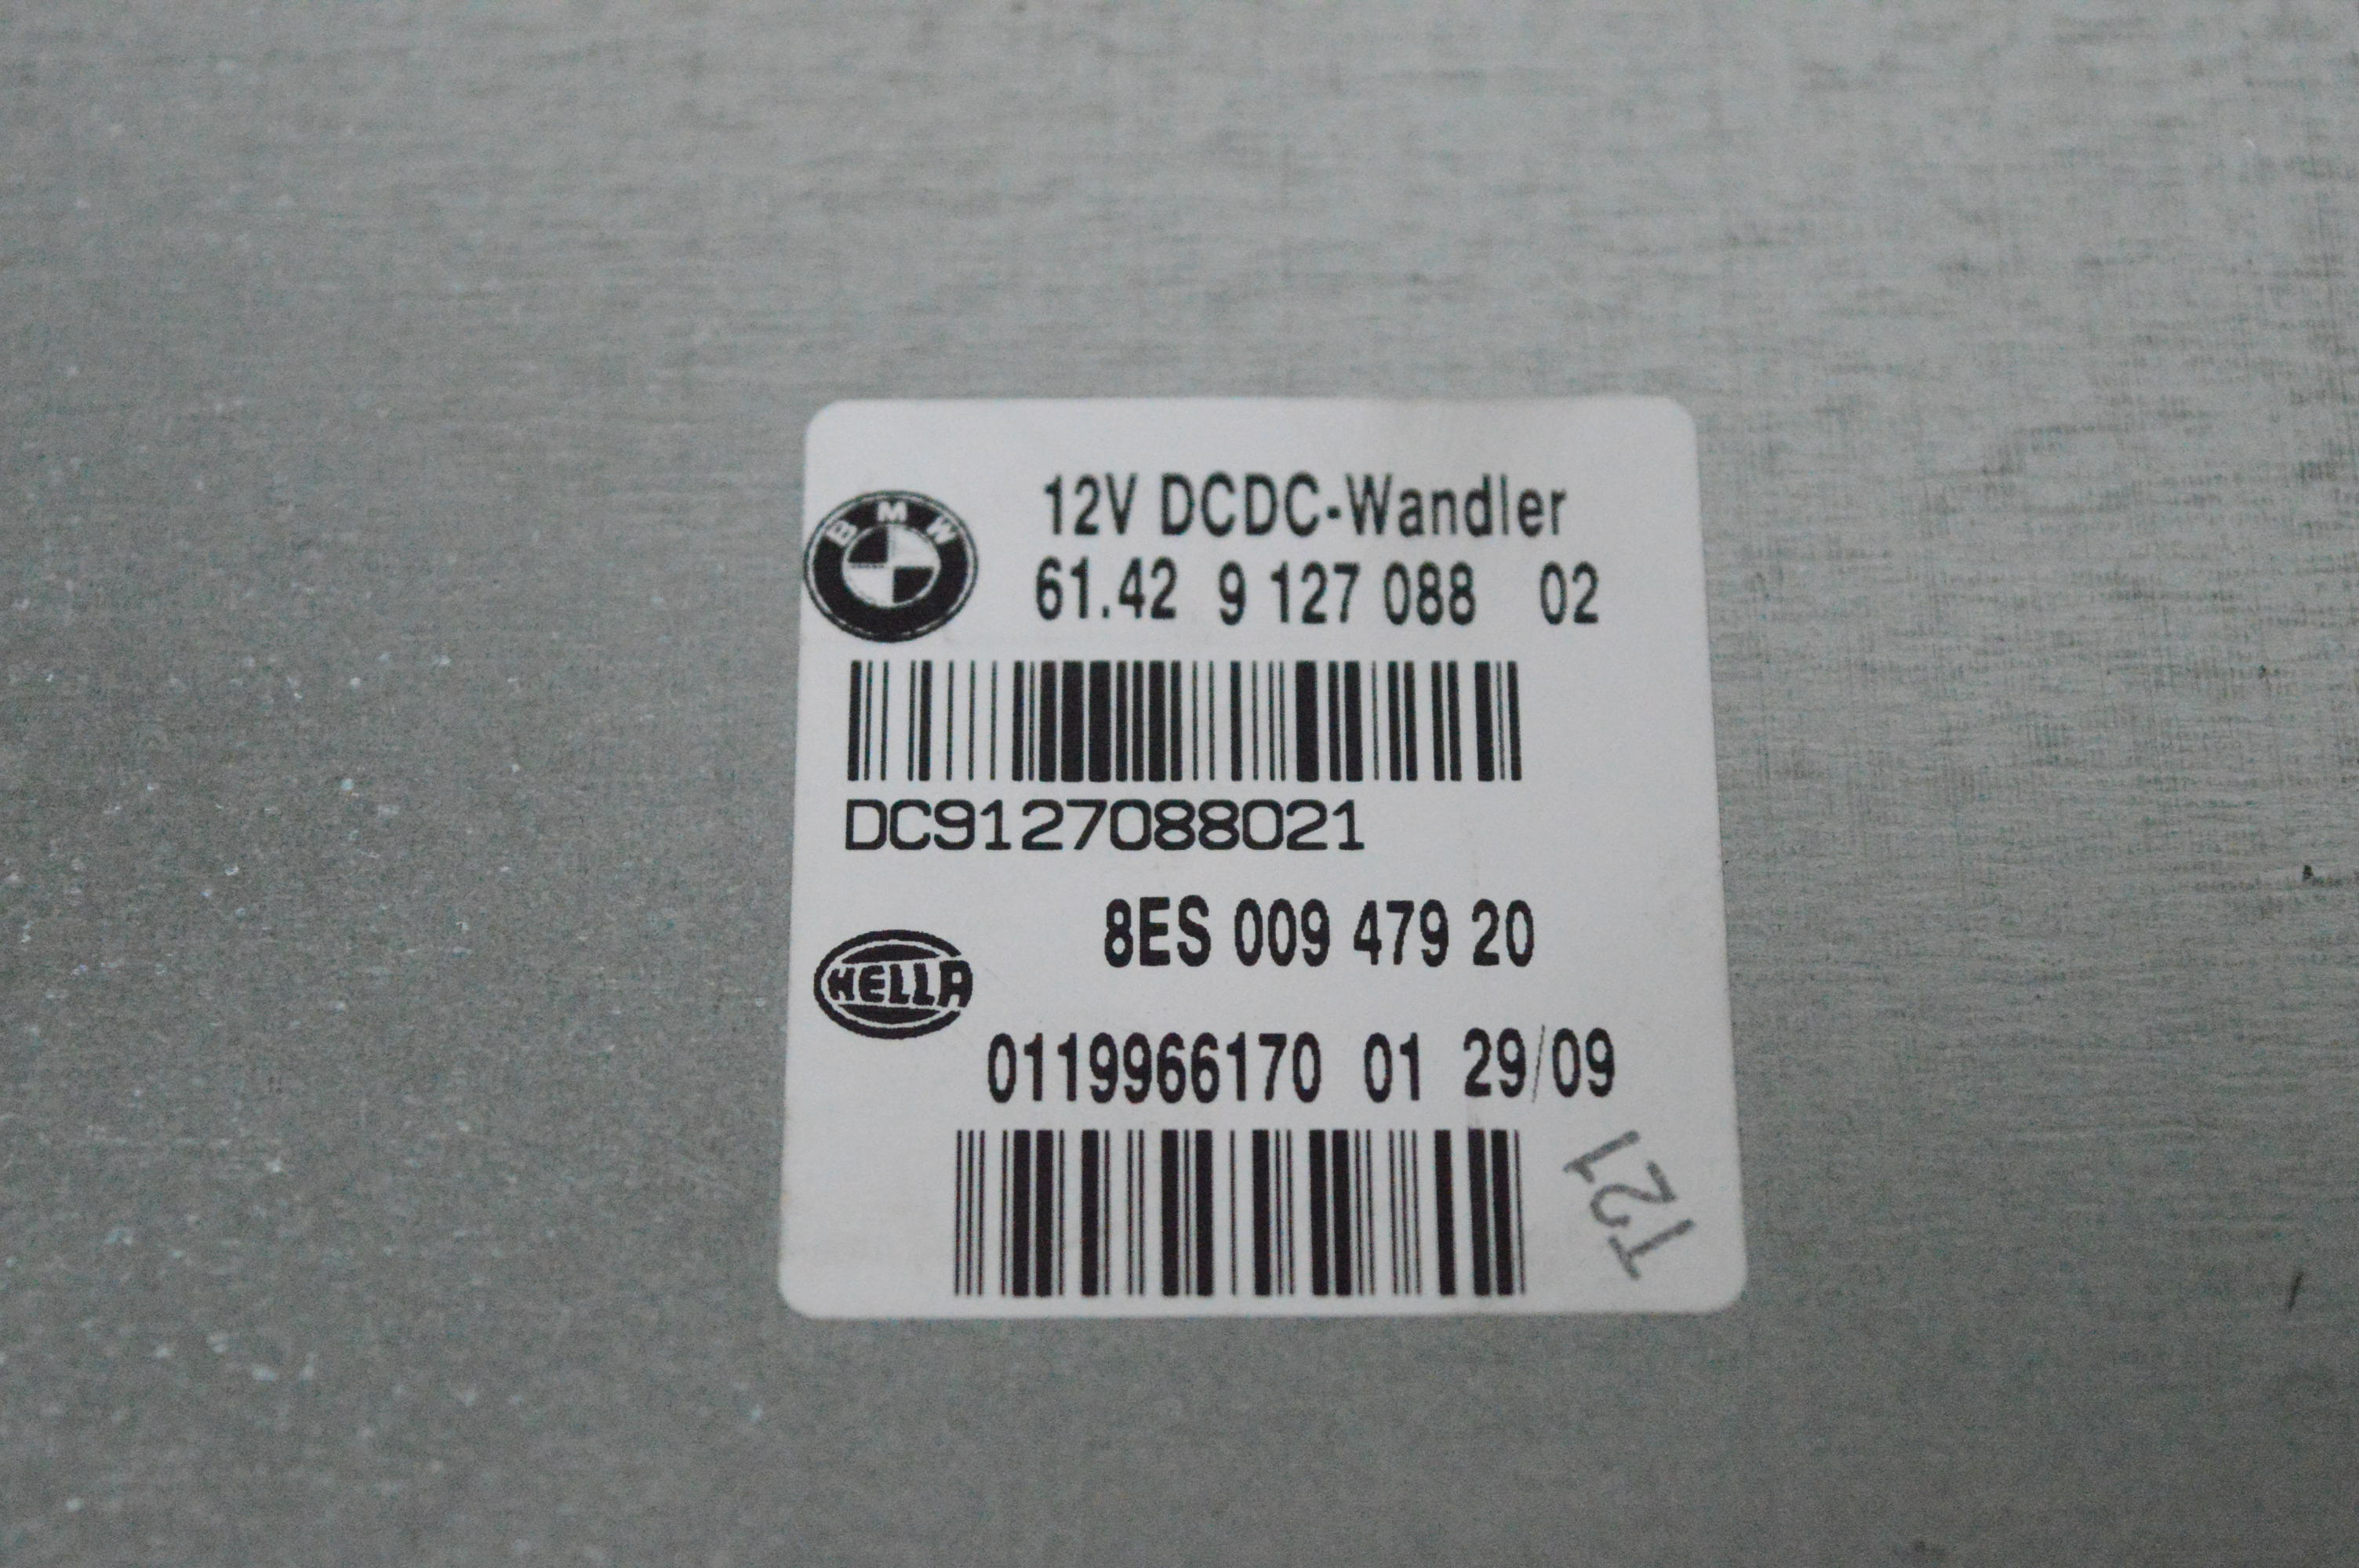 BMW
12V DCDC-Wandler
61.42 9 127 088 02
DC9127088021
8ES 009 479 20
HELLA
0119966170 01 29/09
T21